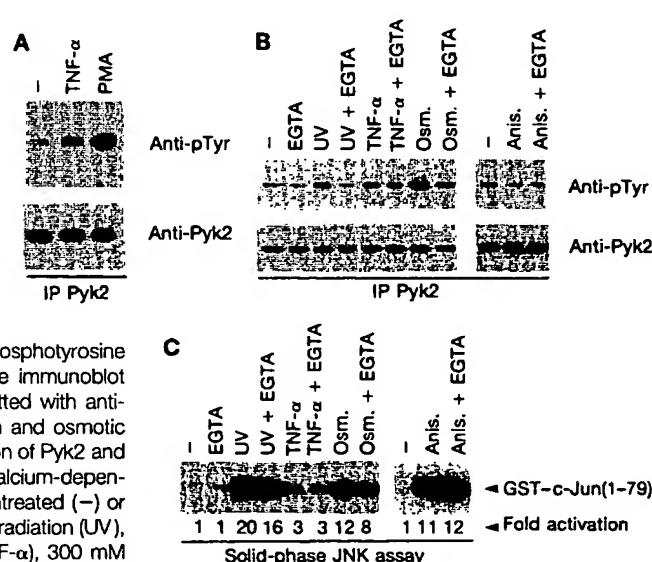 A
–
TNF-α
PMA
Anti-pTyr
Anti-Pyk2
IP Pyk2
B
–
EGTA
UV
UV + EGTA
TNF-α
TNF-α + EGTA
Osm.
Osm. + EGTA
–
Anis.
Anis. + EGTA
Anti-pTyr
Anti-Pyk2
IP Pyk2
osphotyrosine
e immunoblot
tted with anti-
n and osmotic
on of Pyk2 and
alcium-depen-
ntreated (–) or
radiation (UV),
F-α), 300 mM
C
–
EGTA
UV
UV + EGTA
TNF-α
TNF-α + EGTA
Osm.
Osm. + EGTA
–
Anis.
Anis. + EGTA
◄ GST–c-Jun(1–79)
1 1 20 16 3 3 12 8 1 11 12 ◄ Fold activation
Solid-phase JNK assay